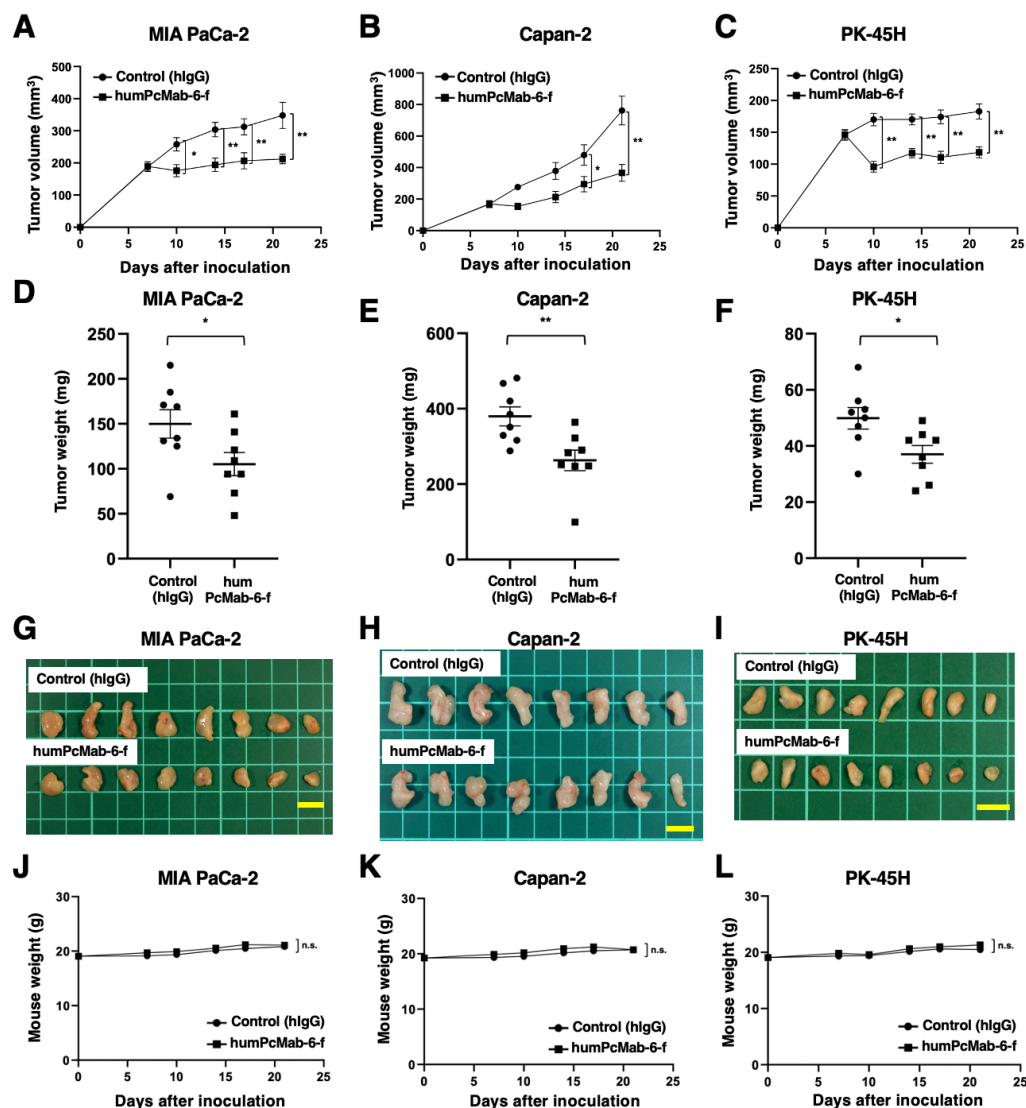 A
MIA PaCa-2
Tumor volume (mm³)
500
400
300
200
100
0
Control (hIgG)
humPcMab-6-f
*
**
**
**
0 5 10 15 20 25
Days after inoculation
B
Capan-2
Tumor volume (mm³)
1000
800
600
400
200
0
Control (hIgG)
humPcMab-6-f
*
**
0 5 10 15 20 25
Days after inoculation
C
PK-45H
Tumor volume (mm³)
250
200
150
100
50
0
Control (hIgG)
humPcMab-6-f
**
**
**
**
0 5 10 15 20 25
Days after inoculation
D
MIA PaCa-2
Tumor weight (mg)
250
200
150
100
50
0
*
Control
(hIgG)
hum
PcMab-6-f
E
Capan-2
Tumor weight (mg)
600
400
200
0
**
Control
(hIgG)
hum
PcMab-6-f
F
PK-45H
Tumor weight (mg)
80
60
40
20
0
*
Control
(hIgG)
hum
PcMab-6-f
G
MIA PaCa-2
Control (hIgG)
humPcMab-6-f
H
Capan-2
Control (hIgG)
humPcMab-6-f
I
PK-45H
Control (hIgG)
humPcMab-6-f
J
MIA PaCa-2
Mouse weight (g)
30
20
10
0
n.s.
Control (hIgG)
humPcMab-6-f
0 5 10 15 20 25
Days after inoculation
K
Capan-2
Mouse weight (g)
30
20
10
0
n.s.
Control (hIgG)
humPcMab-6-f
0 5 10 15 20 25
Days after inoculation
L
PK-45H
Mouse weight (g)
30
20
10
0
n.s.
Control (hIgG)
humPcMab-6-f
0 5 10 15 20 25
Days after inoculation